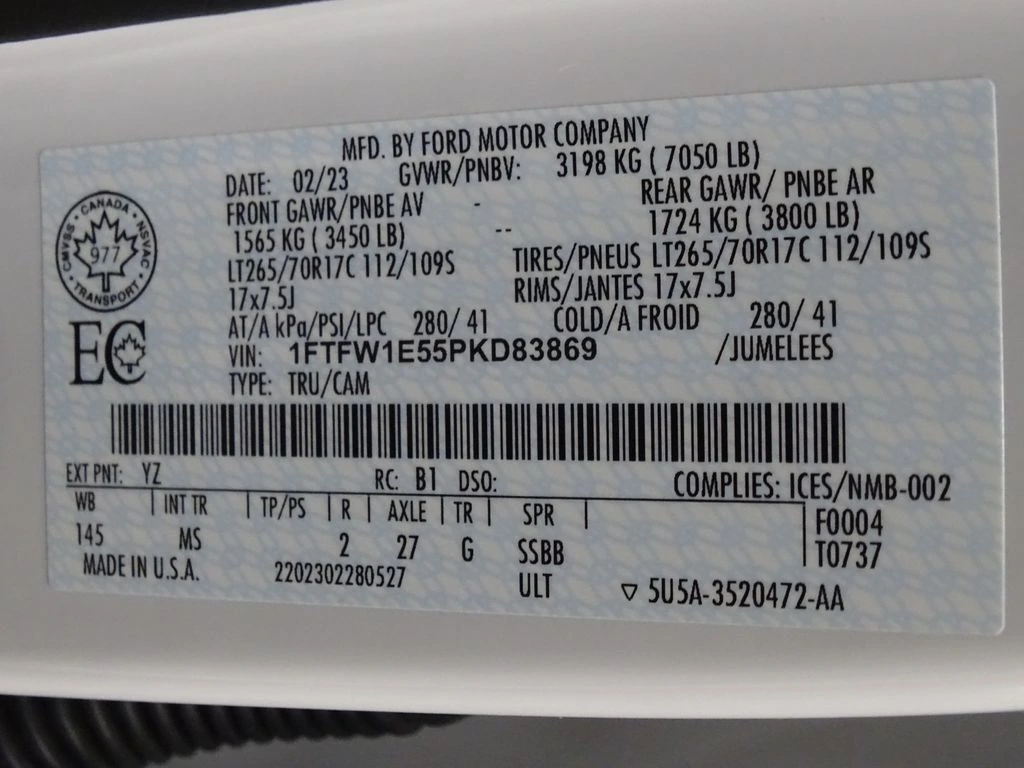 MFD. BY FORD MOTOR COMPANY
DATE: 02/23 GVWR/PNBV: 3198 KG ( 7050 LB)
FRONT GAWR/PNBE AV - REAR GAWR/ PNBE AR
1565 KG ( 3450 LB) -- 1724 KG ( 3800 LB)
LT265/70R17C 112/109S TIRES/PNEUS LT265/70R17C 112/109S
17x7.5J RIMS/JANTES 17x7.5J
AT/A kPa/PSI/LPC 280/ 41 COLD/A FROID 280/ 41
VIN: 1FTFW1E55PKD83869 /JUMELEES
TYPE: TRU/CAM
CANADA
CMVSS NSVAC
977
TRANSPORT
EC
EXT PNT: YZ RC: B1 DSO: COMPLIES: ICES/NMB-002
WB | INT TR | TP/PS | R | AXLE | TR | SPR | F0004
145 MS 2 27 G SSBB T0737
MADE IN U.S.A. 2202302280527 ULT ▽ 5U5A-3520472-AA